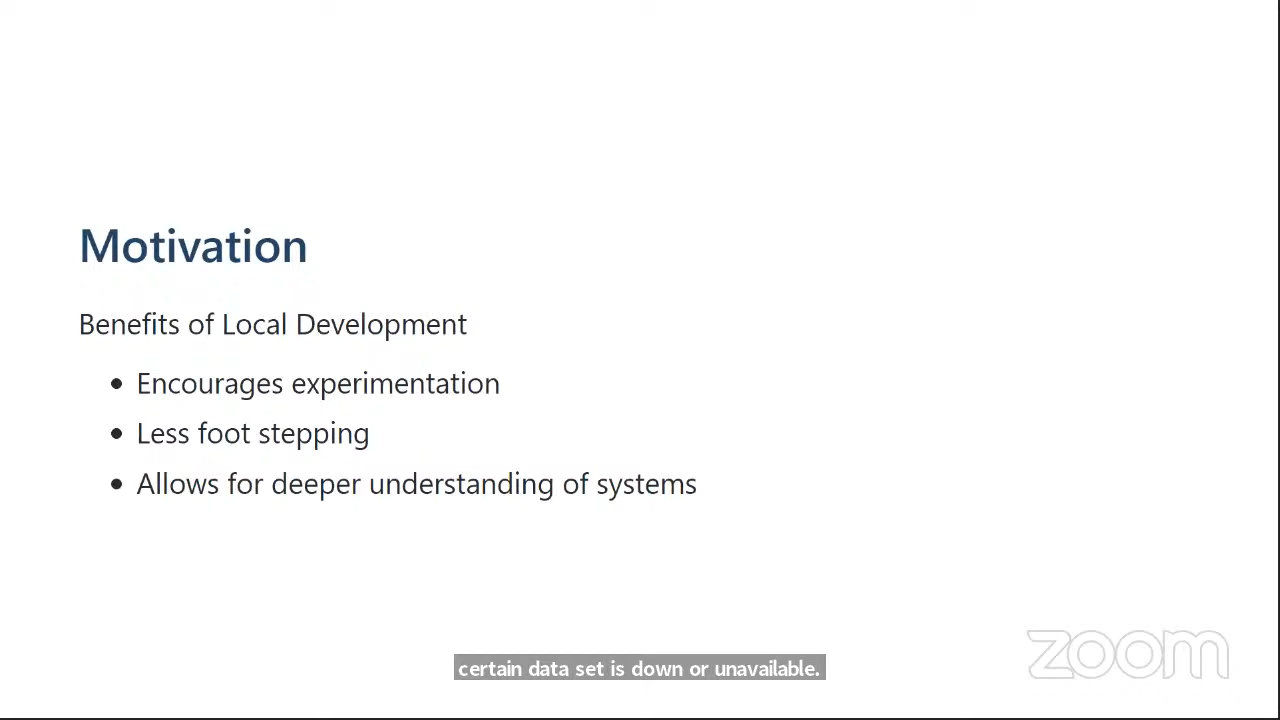 Motivation
Benefits of Local Development
Encourages experimentation
Less foot stepping
Allows for deeper understanding of systems
certain data set is down or unavailable.
zoom